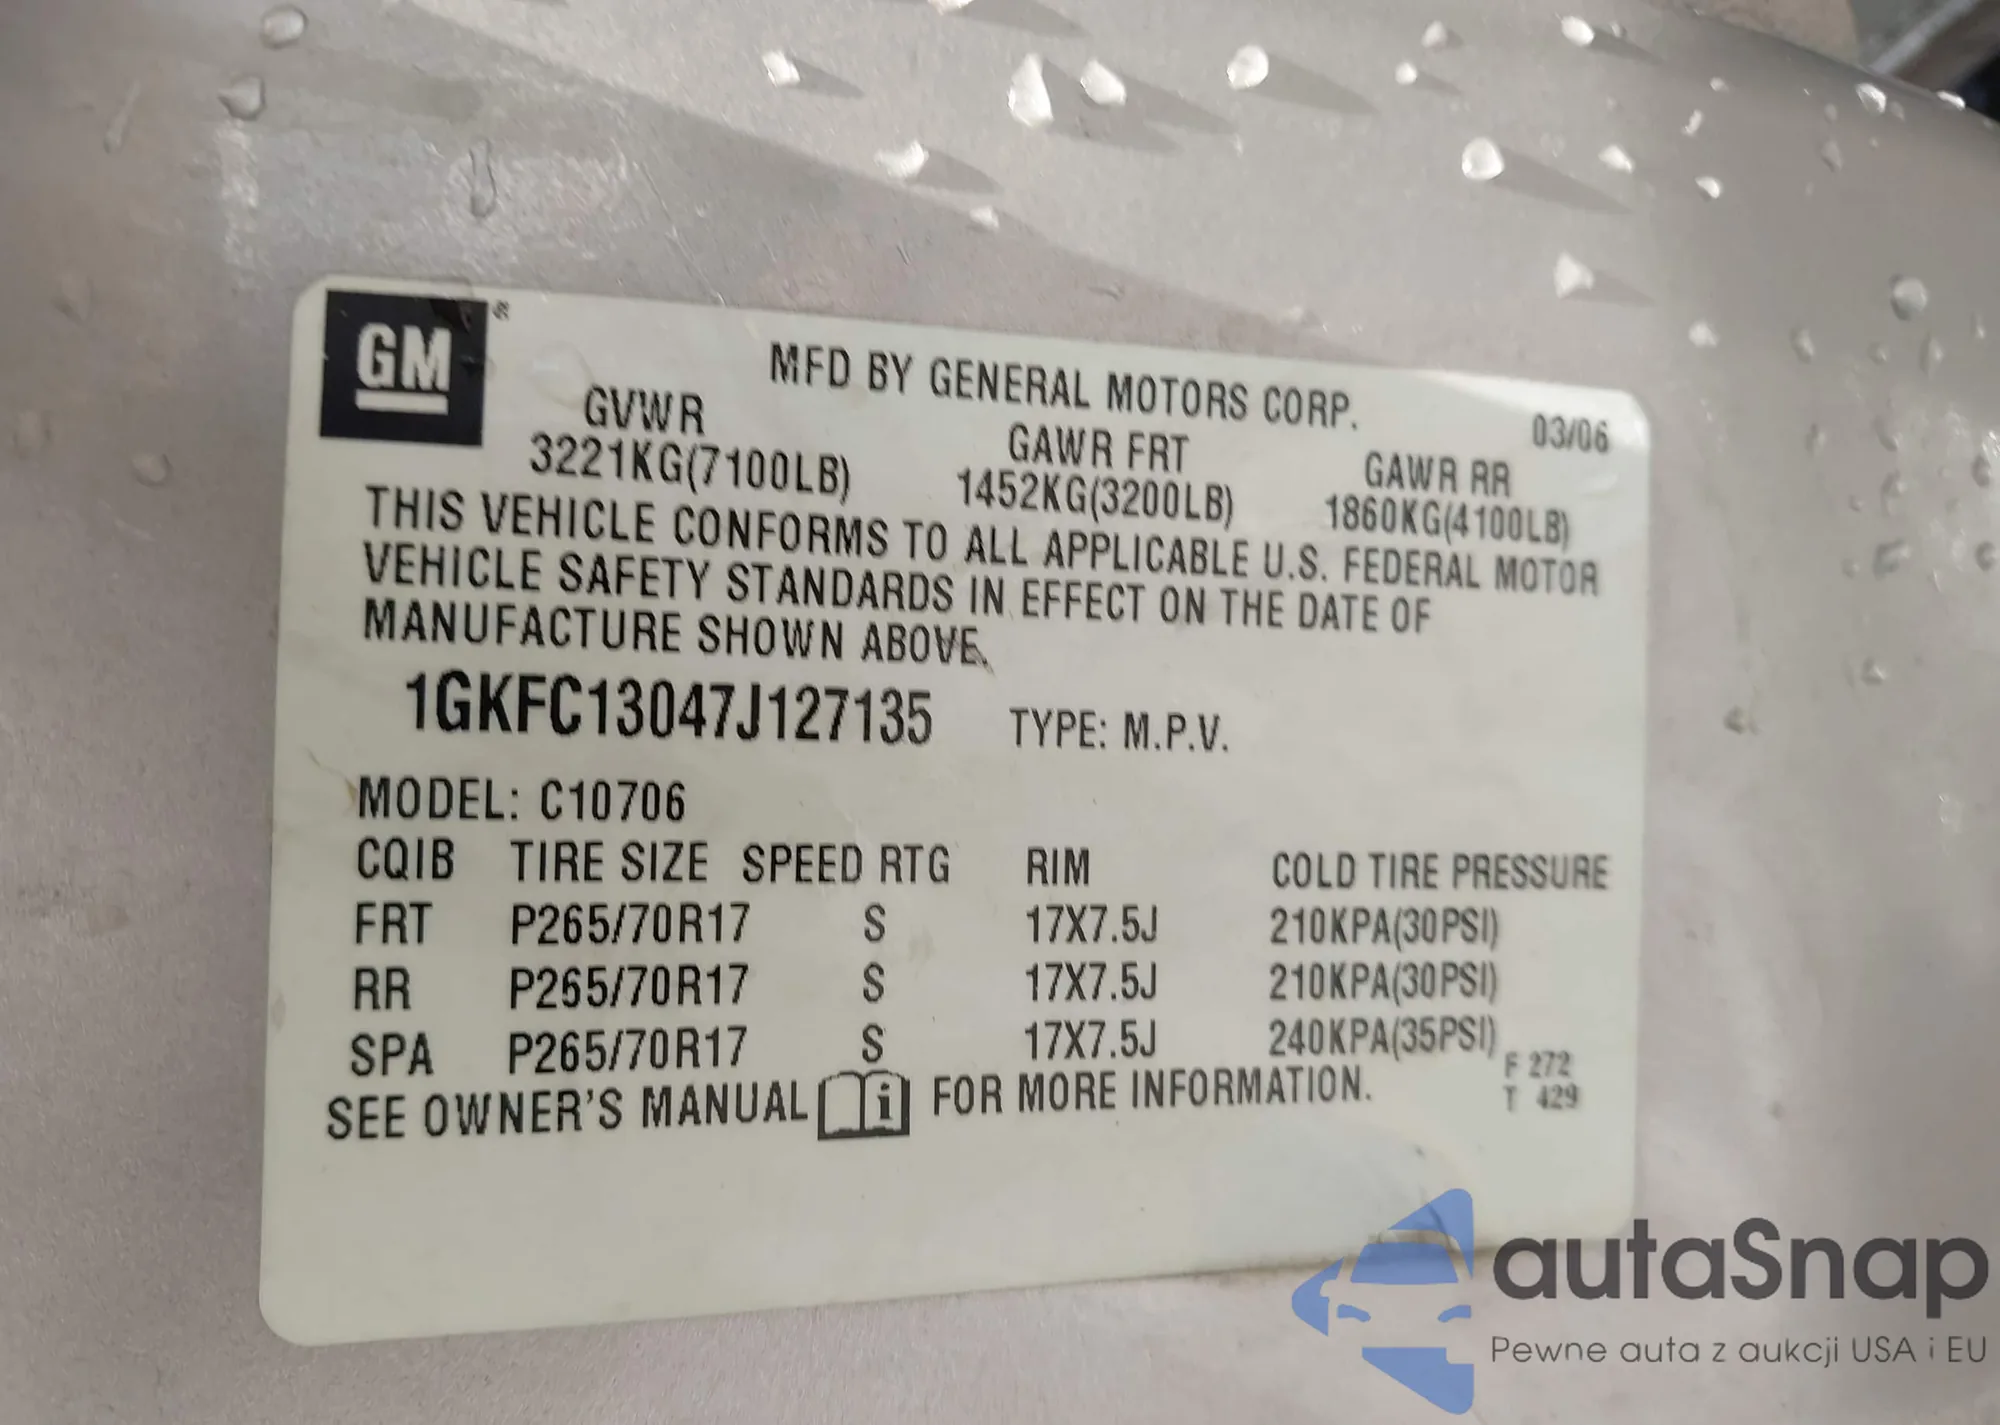 GM®
MFD BY GENERAL MOTORS CORP.
03/06
GVWR GAWR FRT GAWR RR
3221KG(7100LB) 1452KG(3200LB) 1860KG(4100LB)
THIS VEHICLE CONFORMS TO ALL APPLICABLE U.S. FEDERAL MOTOR
VEHICLE SAFETY STANDARDS IN EFFECT ON THE DATE OF
MANUFACTURE SHOWN ABOVE.
1GKFC13047J127135 TYPE: M.P.V.
MODEL: C10706
CQIB TIRE SIZE SPEED RTG RIM COLD TIRE PRESSURE
FRT P265/70R17 S 17X7.5J 210KPA(30PSI)
RR P265/70R17 S 17X7.5J 210KPA(30PSI)
SPA P265/70R17 S 17X7.5J 240KPA(35PSI)
SEE OWNER'S MANUAL i FOR MORE INFORMATION.
F 272
T 429
autaSnap
Pewne auta z aukcji USA i EU